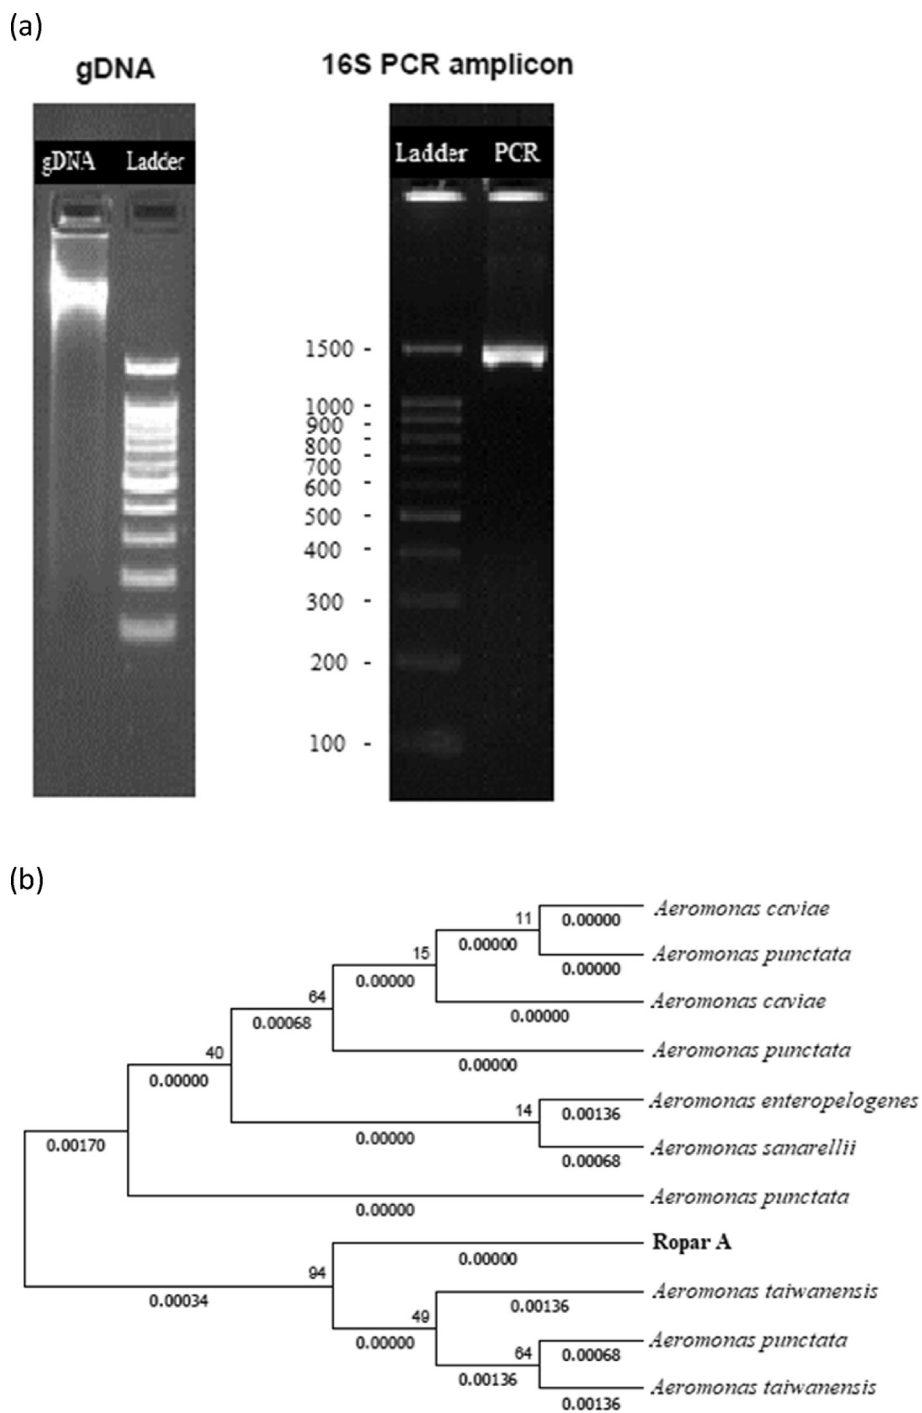 (a)
gDNA
16S PCR amplicon
gDNA Ladder
Ladder PCR
1500 -
1000 -
900 -
800 -
700 -
600 -
500 -
400 -
300 -
200 -
100 -
(b)
11
0.00000
Aeromonas caviae
0.00000
15
0.00000
Aeromonas punctata
0.00000
64
0.00000
Aeromonas caviae
0.00068
40
0.00000
Aeromonas punctata
0.00000
14
0.00136
Aeromonas enteropelogenes
0.00000
0.00170
0.00068
Aeromonas sanarellii
0.00000
Aeromonas punctata
94
0.00000
Ropar A
0.00034
0.00136
Aeromonas taiwanensis
49
0.00000
64
0.00068
Aeromonas punctata
0.00136
0.00136
Aeromonas taiwanensis